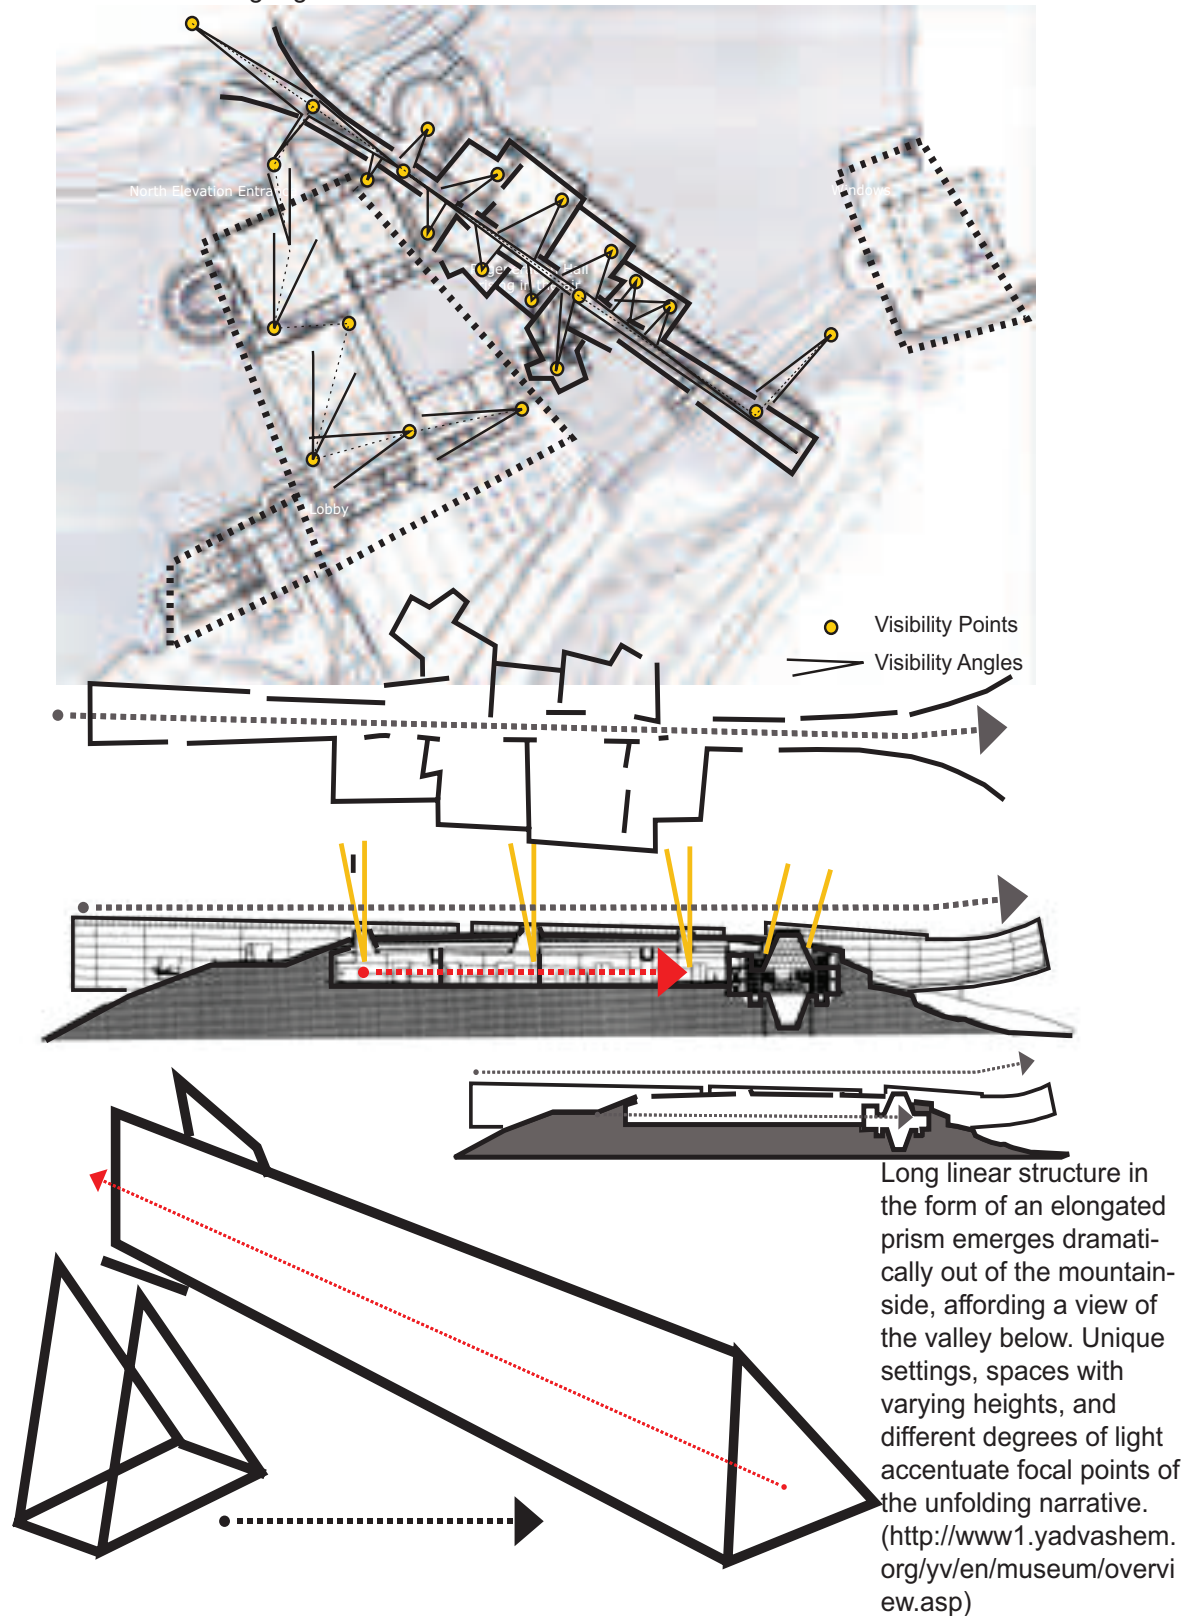 North Elevation Entra
Windows
Hall
Lobby
Visibility Points
Visibility Angles
Long linear structure in
the form of an elongated
prism emerges dramati-
cally out of the mountain-
side, affording a view of
the valley below. Unique
settings, spaces with
varying heights, and
different degrees of light
accentuate focal points of
the unfolding narrative.
(http://www1.yadvashem.
org/yv/en/museum/overvi
ew.asp)